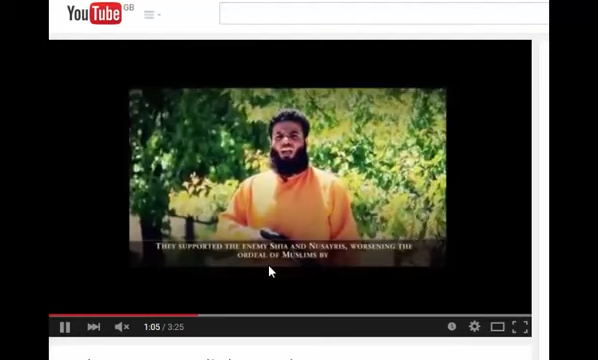 YouTube GB
THEY SUPPORTED THE ENEMY SHIA AND NUSAYRIS, WORSENING THE
ORDEAL OF MUSLIMS BY
1:05 / 3:25